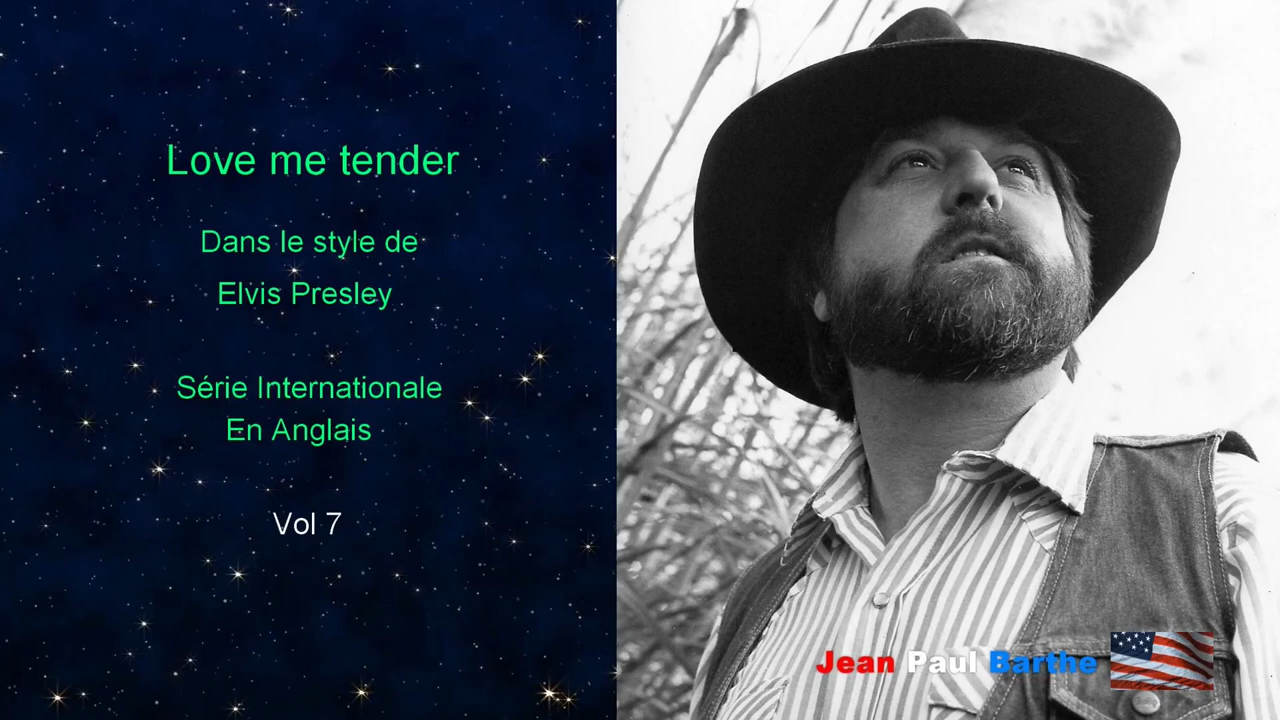 Love me tender
Dans le style de
Elvis Presley
Série Internationale
En Anglais
Vol 7
Jean Paul Barthe